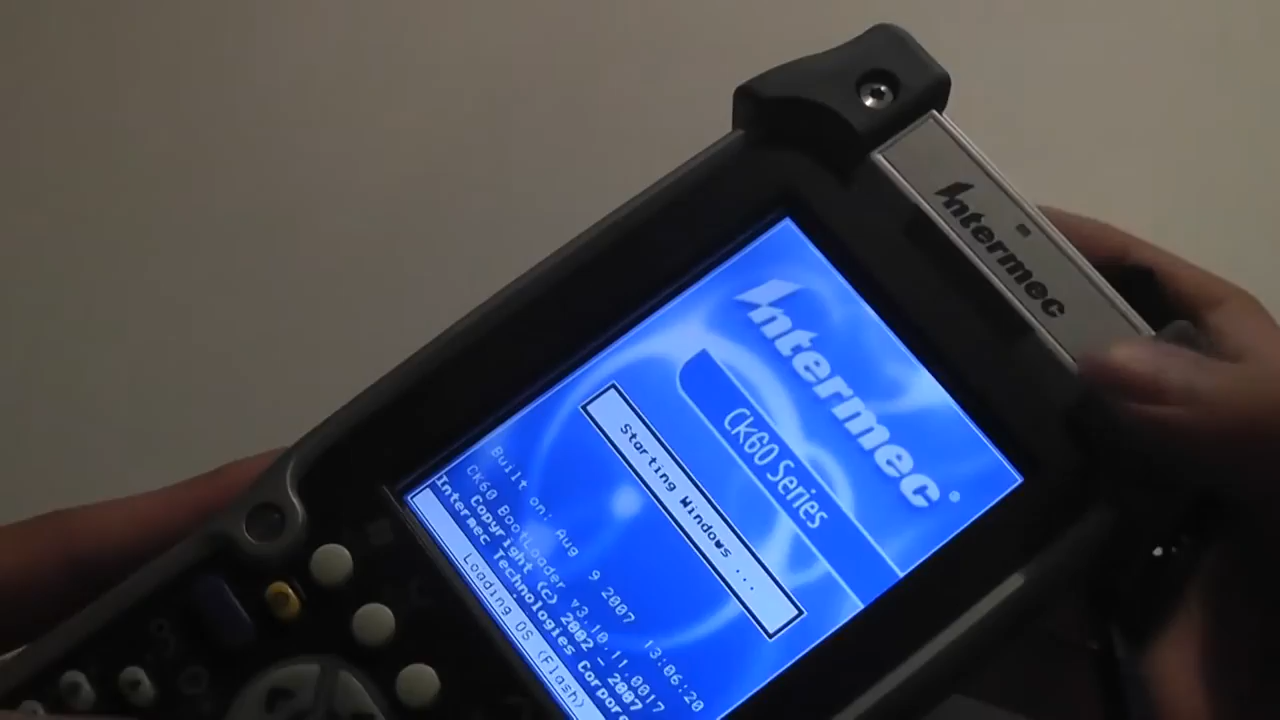 Intermec
Intermec®
CK60 Series
Starting Windows ...
Built on: Aug 9 2007 13:06:20
CK60 BootLoader v3.10.11.0017
Copyright (c) 2002 - 2007
Intermec Technologies
Loading OS (Flash)